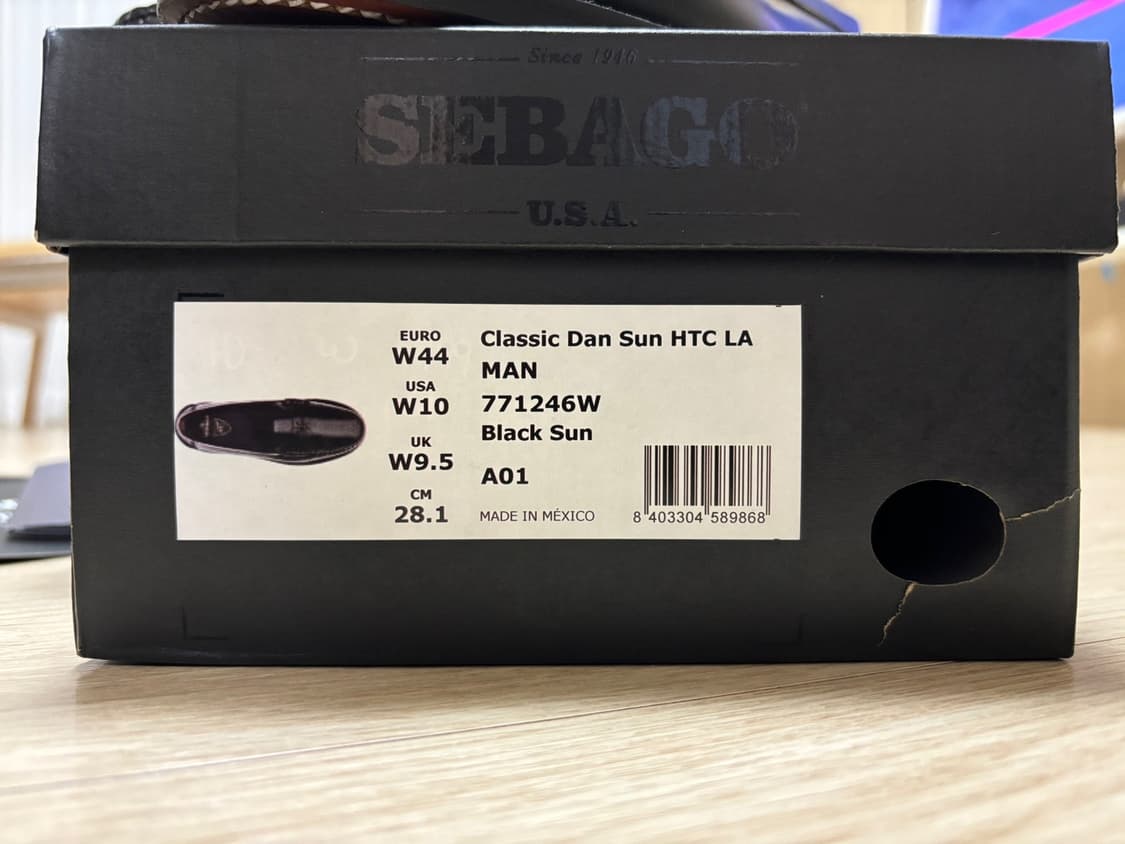 Since 1946
SEBAGO
U.S.A.
EURO
W44
USA
W10
UK
W9.5
CM
28.1
Classic Dan Sun HTC LA
MAN
771246W
Black Sun
A01
MADE IN MÉXICO
8 403304 589868